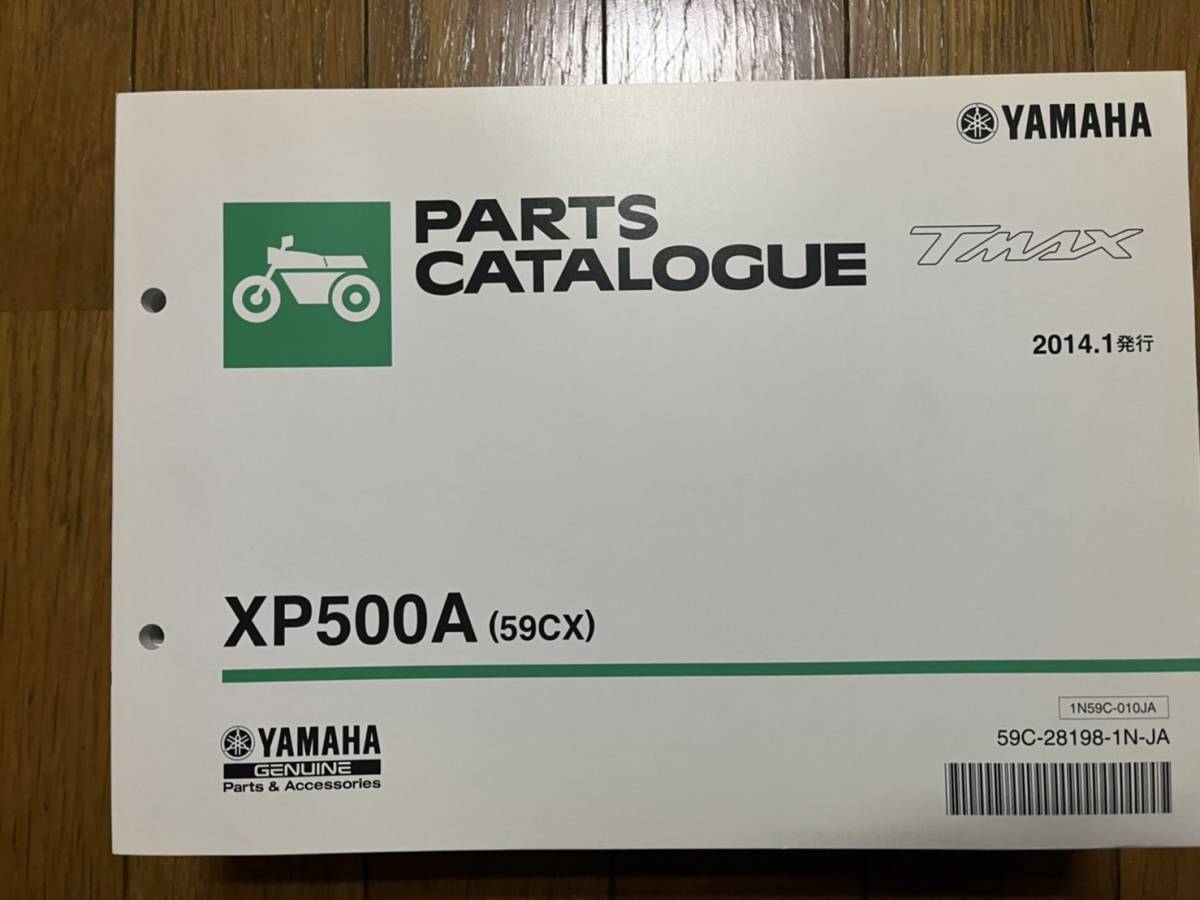 YAMAHA
PARTS
CATALOGUE
TMAX
2014.1発行
XP500A (59CX)
YAMAHA
GENUINE
Parts & Accessories
1N59C-010JA
59C-28198-1N-JA